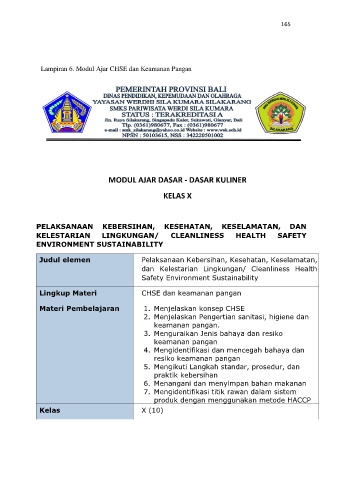 165
Lampiran 6. Modul Ajar CHSE dan Keamanan Pangan
PEMERINTAH PROVINSI BALI
DINAS PENDIDIKAN, KEPEMUDAAN DAN OLAHRAGA
YAYASAN WERDHI SILA KUMARA SILAKARANG
SMKS PARIWISATA WERDI SILA KUMARA
STATUS : TERAKREDITASI A
Jln. Raya Silakarang, Singapadu Kaler, Sukawati, Gianyar, Bali
Tlp. (0361)980677, Fax : (0361)980677
e-mail : smk_silakarang@yahoo.co.id Website : www.wsk.sch.id
NPSN : 50103615, NSS : 342220501002
MODUL AJAR DASAR - DASAR KULINER
KELAS X
PELAKSANAAN KEBERSIHAN, KESEHATAN, KESELAMATAN, DAN
KELESTARIAN LINGKUNGAN/ CLEANLINESS HEALTH SAFETY
ENVIRONMENT SUSTAINABILITY
Judul elemen
Pelaksanaan Kebersihan, Kesehatan, Keselamatan,
dan Kelestarian Lingkungan/ Cleanliness Health
Safety Environment Sustainability
Lingkup Materi
CHSE dan keamanan pangan
Materi Pembelajaran
1. Menjelaskan konsep CHSE
2. Menjelaskan Pengertian sanitasi, higiene dan
keamanan pangan.
3. Menguraikan Jenis bahaya dan resiko
keamanan pangan
4. Mengidentifikasi dan mencegah bahaya dan
resiko keamanan pangan
5. Mengikuti Langkah standar, prosedur, dan
praktik kebersihan
6. Menangani dan menyimpan bahan makanan
7. Mengidentifikasi titik rawan dalam sistem
produk dengan menggunakan metode HACCP
Kelas
X (10)